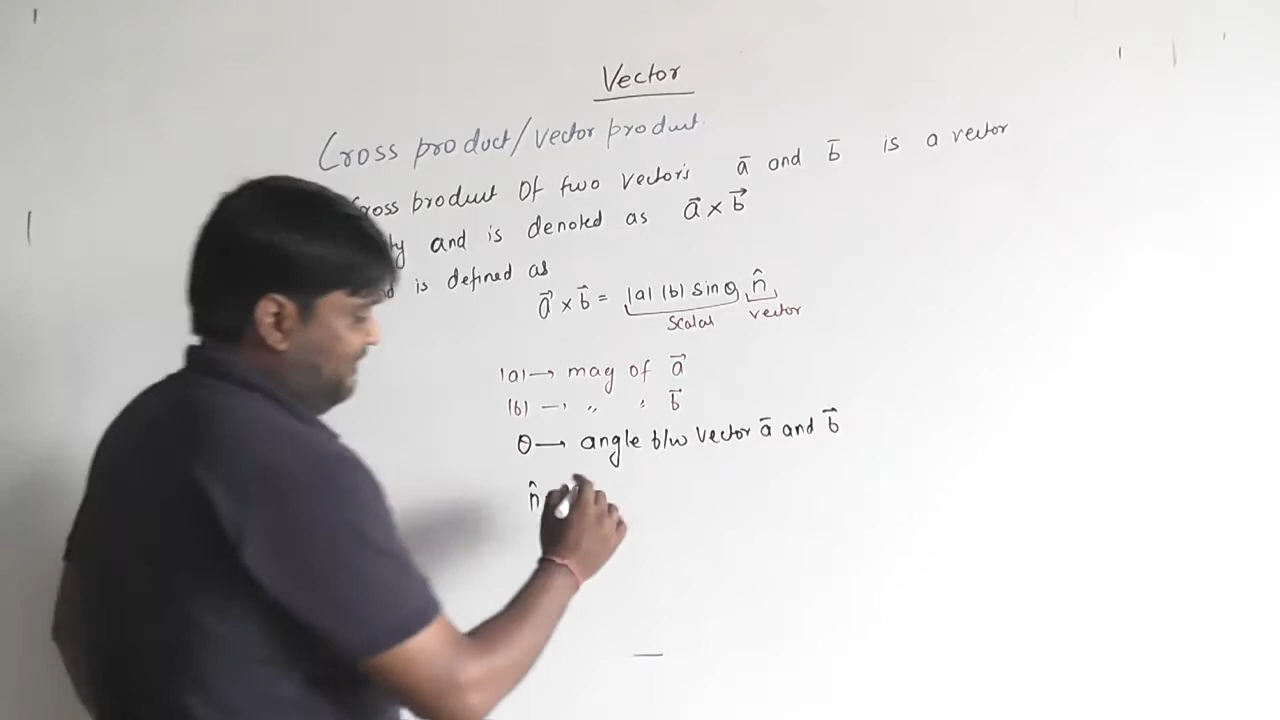 Vector
Cross product/vector product
Cross product Of two vectors a̅ and b̅ is a vector
and is denoted as a⃗ × b⃗
is defined as
a⃗ × b⃗ = |a| |b| sin θ n̂
Scalar vector
|a| → mag of a⃗
|b| → " " b⃗
θ → angle b/w vector a̅ and b⃗
n̂